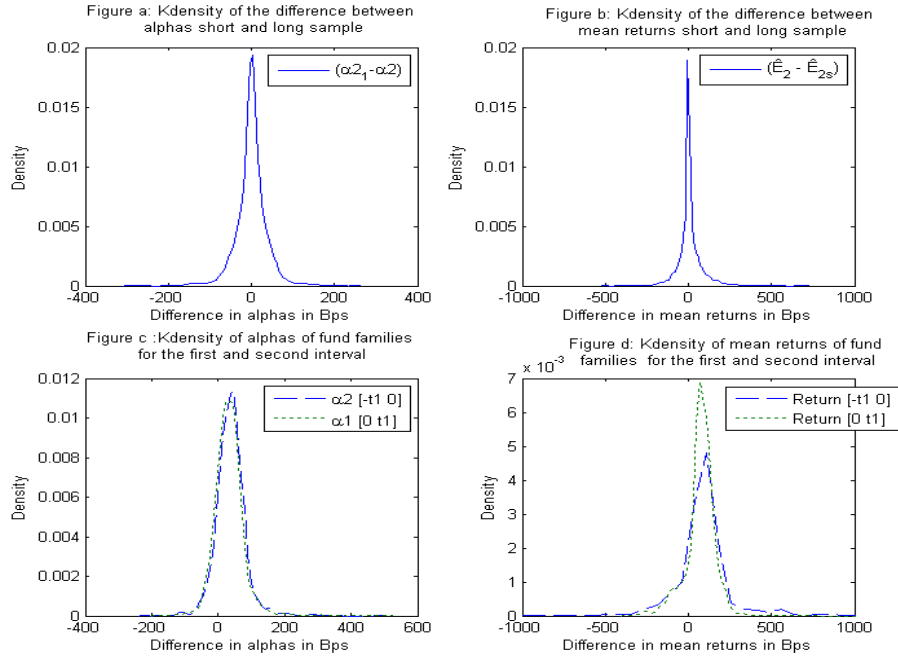 Figure a: Kdensity of the difference between
alphas short and long sample
0.02
0.015
0.01
0.005
0
Density
(α2₁-α2)
-400 -200 0 200 400
Difference in alphas in Bps
Figure b: Kdensity of the difference between
mean returns short and long sample
0.02
0.015
0.01
0.005
0
Density
(Ê₂ - Ê₂ₛ)
-1000 -500 0 500 1000
Difference in mean returns in Bps
Figure c :Kdensity of alphas of fund families
for the first and second interval
0.012
0.01
0.008
0.006
0.004
0.002
0
Density
α2 [-t1 0]
α1 [0 t1]
-400 -200 0 200 400 600
Difference in alphas in Bps
Figure d: Kdensity of mean returns of fund
families for the first and second interval
x 10⁻³
7
6
5
4
3
2
1
0
Density
Return [-t1 0]
Return [0 t1]
-1000 -500 0 500 1000
Difference in mean returns in Bps